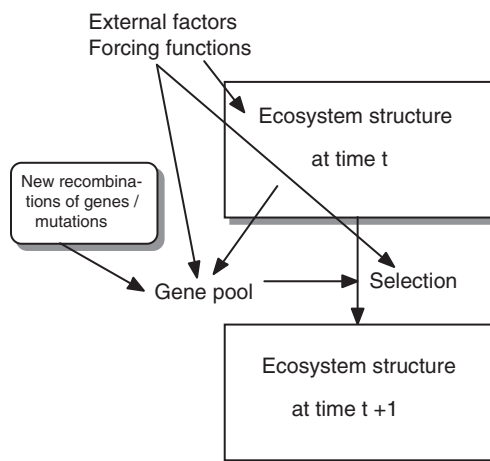 External factors
Forcing functions
Ecosystem structure
at time t
New recombina-
tions of genes /
mutations
Gene pool
Selection
Ecosystem structure
at time t +1